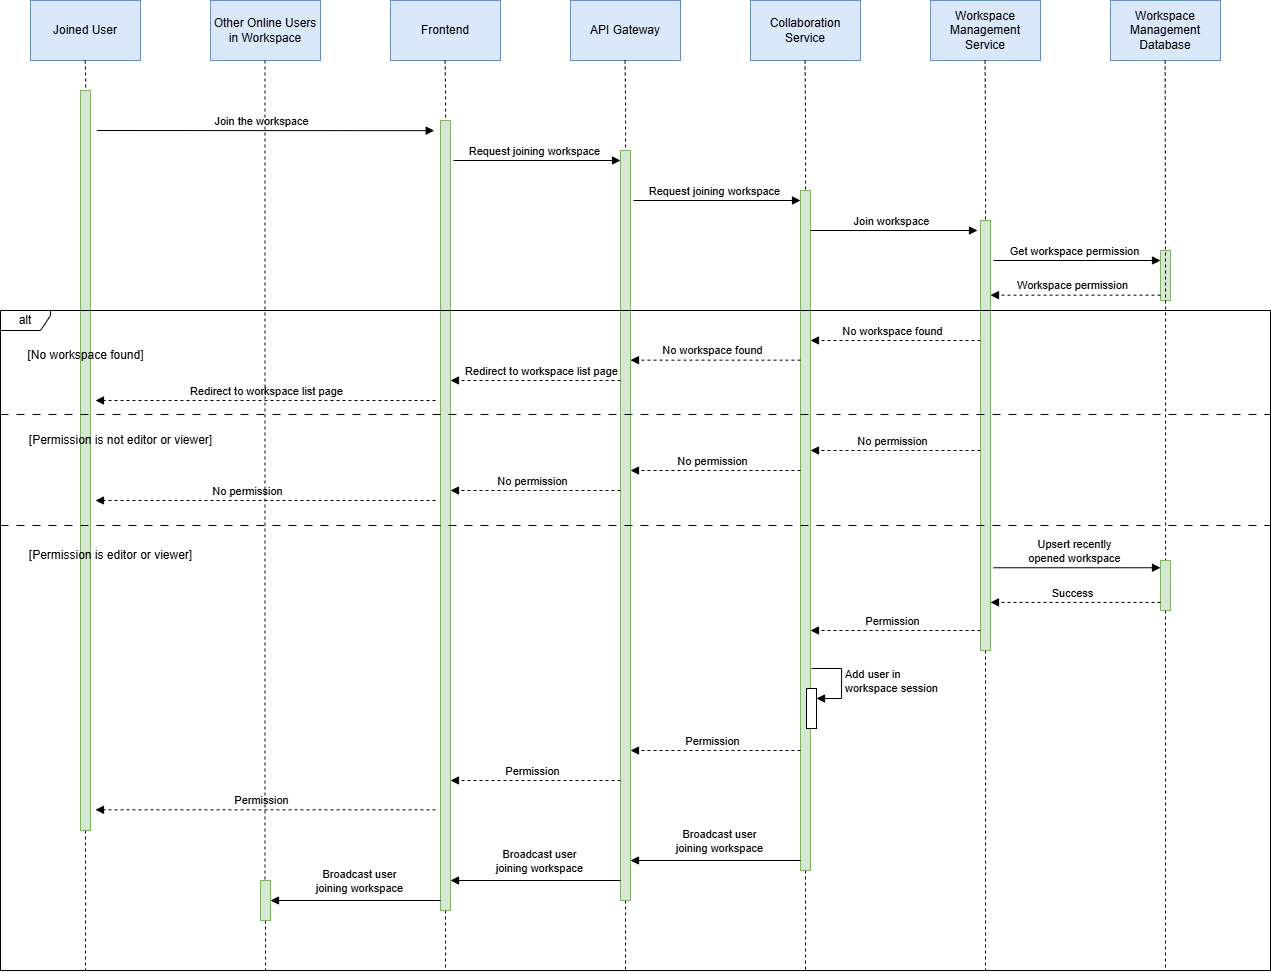 Joined User
Other Online Users
in Workspace
Frontend
API Gateway
Collaboration
Service
Workspace
Management
Service
Workspace
Management
Database
Join the workspace
Request joining workspace
Request joining workspace
Join workspace
Get workspace permission
Workspace permission
alt
[No workspace found]
No workspace found
No workspace found
Redirect to workspace list page
Redirect to workspace list page
[Permission is not editor or viewer]
No permission
No permission
No permission
No permission
[Permission is editor or viewer]
Upsert recently
opened workspace
Success
Permission
Add user in
workspace session
Permission
Permission
Permission
Broadcast user
joining workspace
Broadcast user
joining workspace
Broadcast user
joining workspace